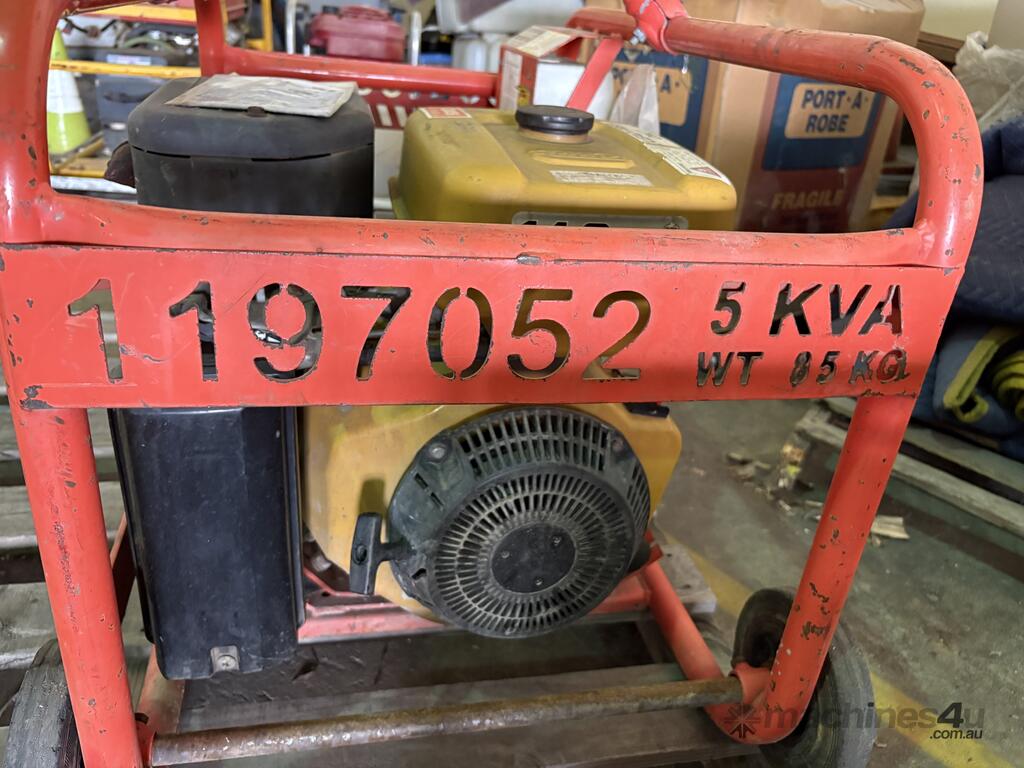 PORT·A
ROBE
FRAGILE
1197052
5 KVA
WT 85 KG
machines4u
.com.au